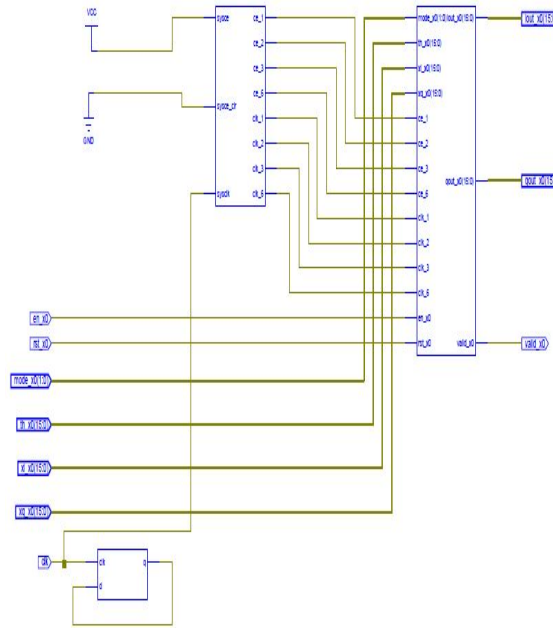 VCC
GND
sysce
sysce_clr
sysclk
ce_1
ce_2
ce_3
ce_6
clk_1
clk_2
clk_3
clk_6
mode_x0(1:0)
th_x0(15:0)
xi_x0(15:0)
xq_x0(15:0)
ce_1
ce_2
ce_3
ce_6
clk_1
clk_2
clk_3
clk_6
en_x0
rst_x0
iout_x0(15:0)
qout_x0(15:0)
valid_x0
iout_x0(15:
qout_x0(15
valid_x0
en_x0
rst_x0
mode_x0(1:0)
th_x0(15:0)
xi_x0(15:0)
xq_x0(15:0)
clk
clk
d
q